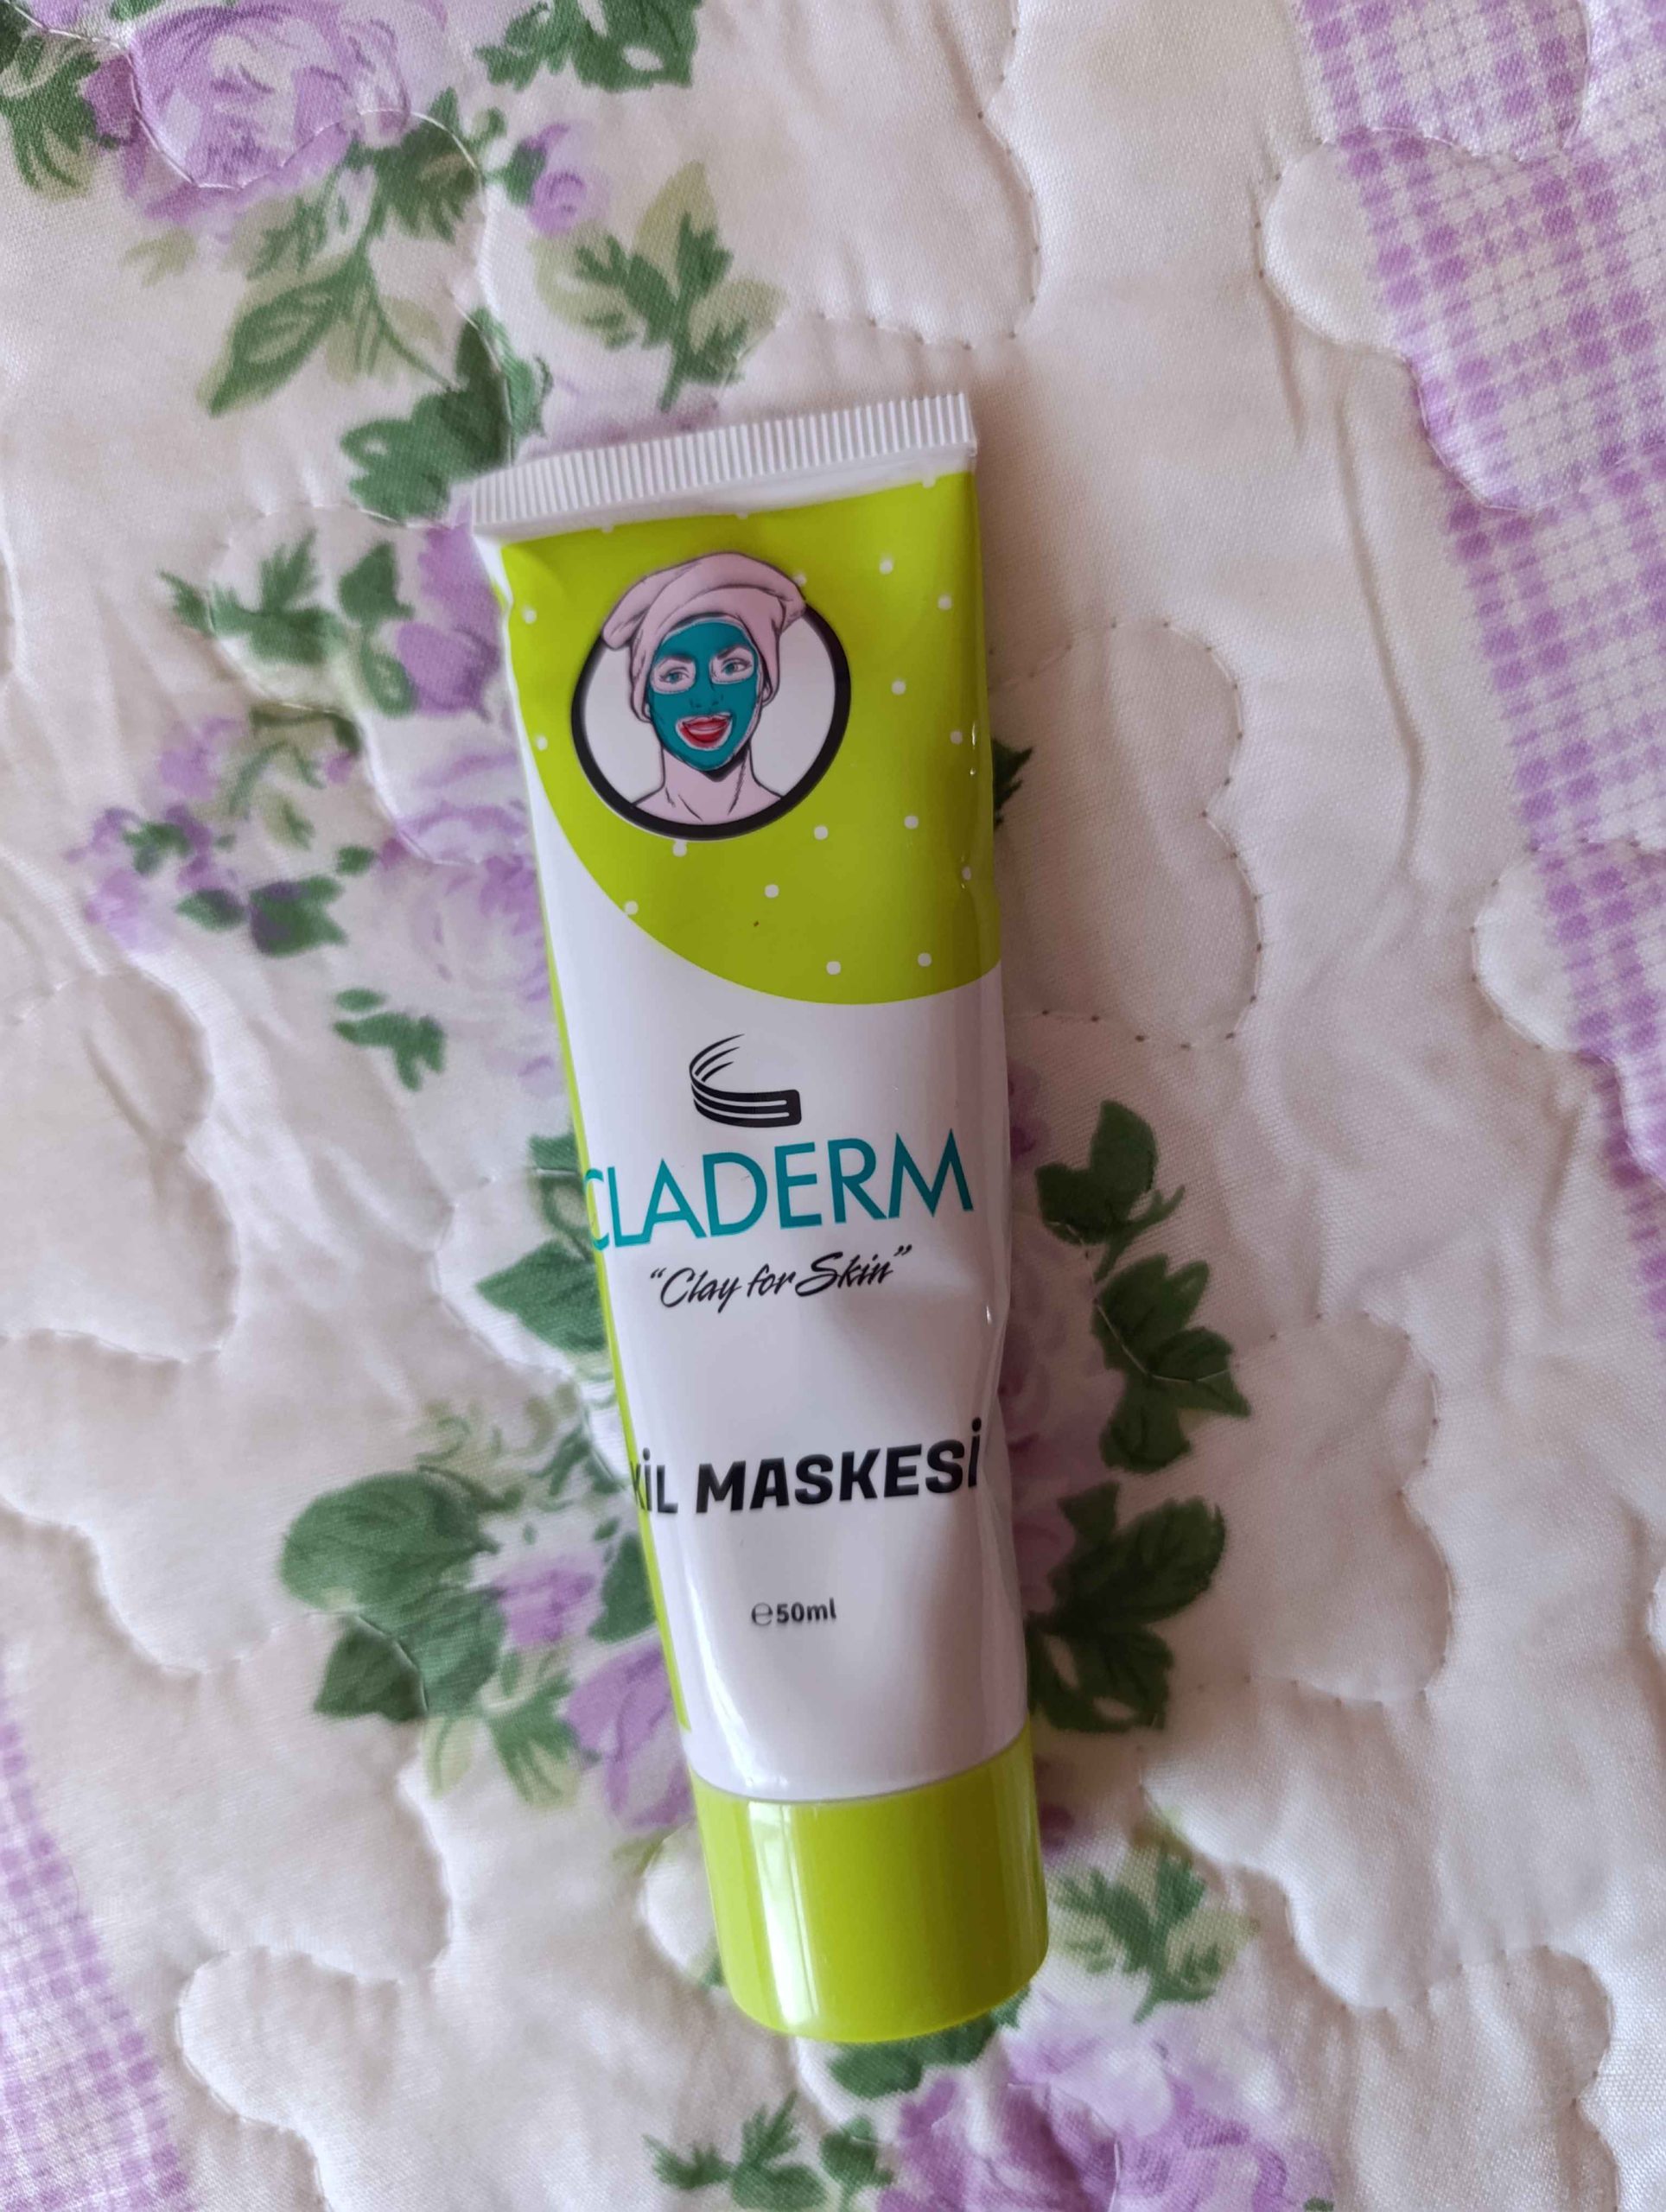 CLADERM
“Clay for Skin”
KİL MASKESİ
℮50ml